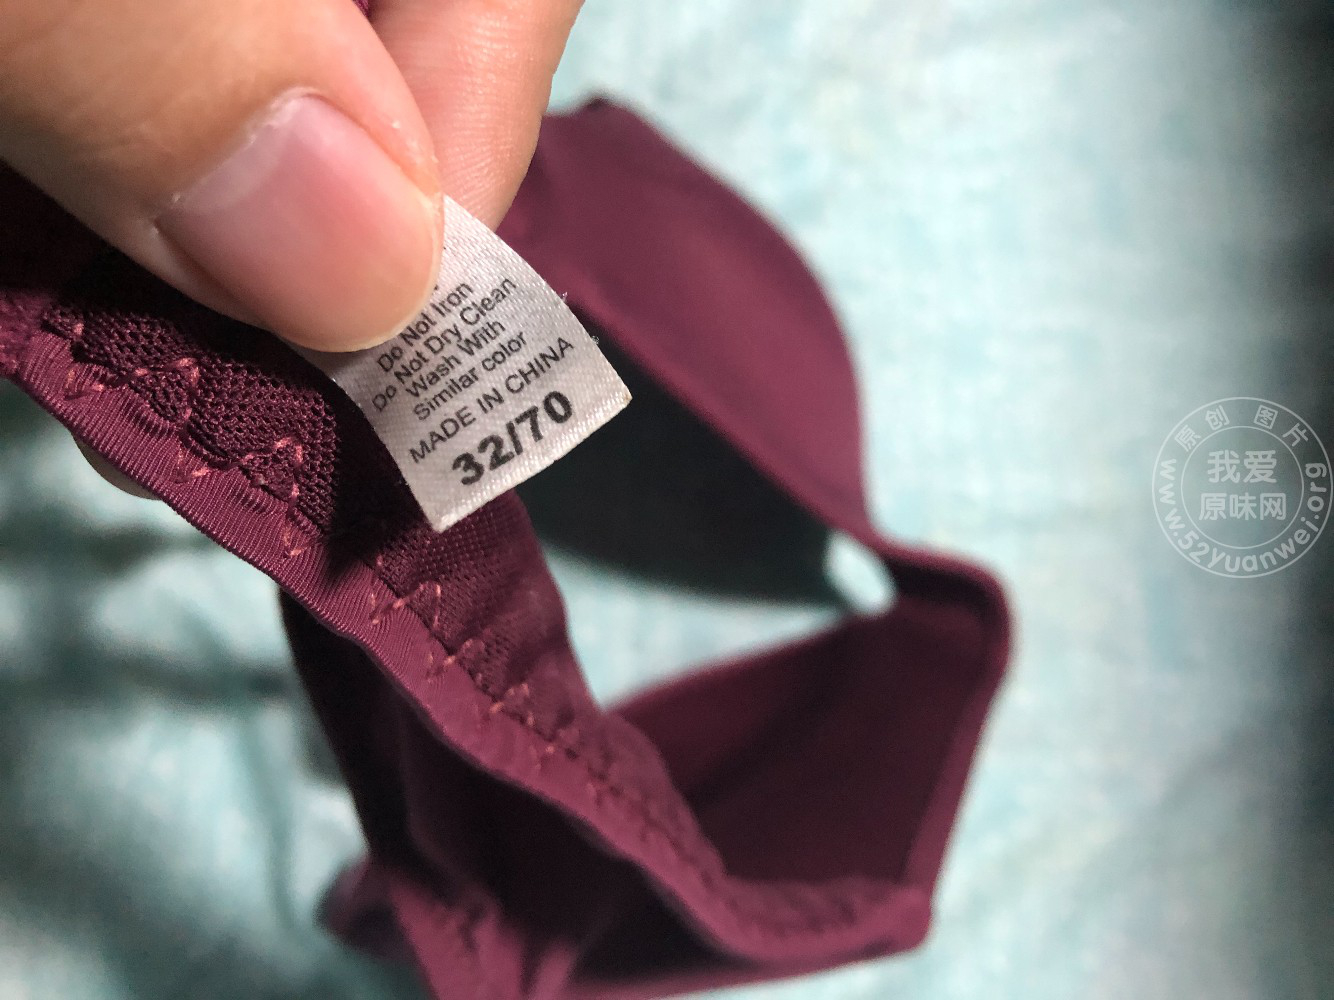 Do Not Iron
Do Not Dry Clean
Wash With
Similar color
MADE IN CHINA
32/70
原创图片
我爱
原味网
www.52yuanwei.org